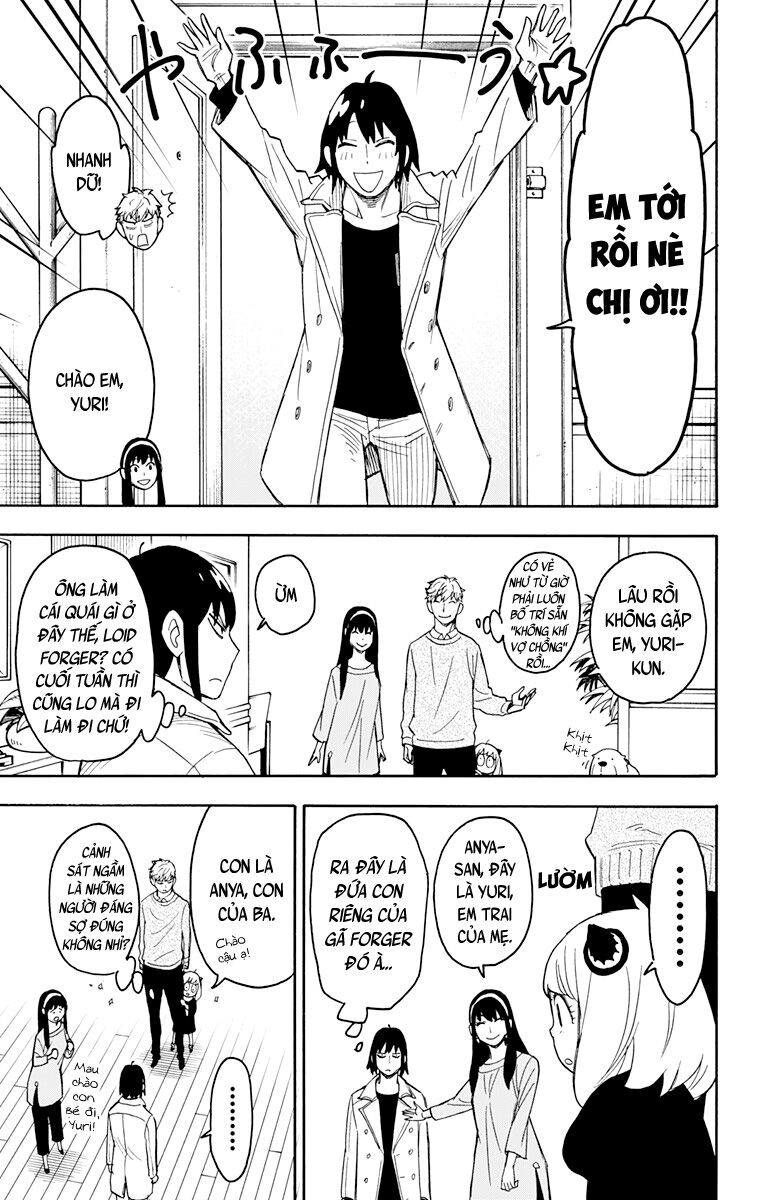 やふふーう☆
EM TỚI
RỒI NÈ
CHỊ ƠI!!
NHANH
DỮ!
CHÀO EM,
YURI!
LÂU RỒI
KHÔNG GẶP
EM, YURI-
KUN.
CÓ VẺ
NHƯ TỪ GIỜ
PHẢI LUÔN
BỐ TRÍ SẴN
"KHÔNG KHÍ
VỢ CHỒNG"
RỒI...
Khịt
Khịt
ỪM
ÔNG LÀM
CÁI QUÁI GÌ Ở
ĐÂY THẾ, LOID
FORGER? CÓ
CUỐI TUẦN THÌ
CŨNG LO MÀ ĐI
LÀM ĐI CHỨ!
......
LƯỜM
ANYA-
SAN, ĐÂY
LÀ YURI,
EM TRAI
CỦA MẸ.
RA ĐÂY LÀ
ĐỨA CON
RIÊNG CỦA
GÃ FORGER
ĐÓ À...
CON LÀ
ANYA, CON
CỦA BA.
Chào
cậu ạ!
CẢNH
SÁT NGẦM
LÀ NHỮNG
NGƯỜI ĐÁNG
SỢ ĐÚNG
KHÔNG NHỈ?
Mau
chào
con
bé đi,
Yuri!
......